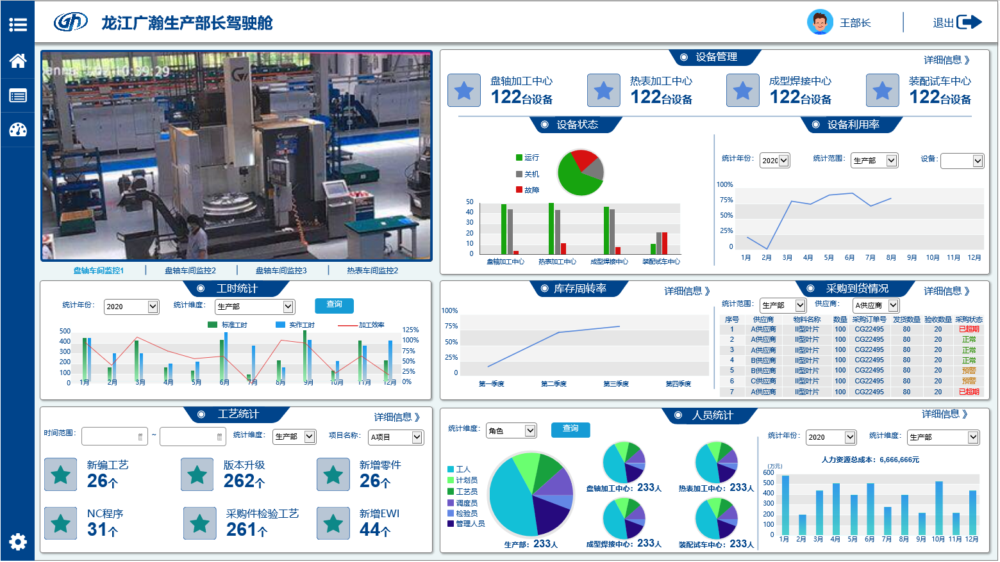 Gh 龙江广瀚生产部长驾驶舱
王部长
退出
10:39:29
盘轴车间监控1
盘轴车间监控2
盘轴车间监控3
热表车间监控2
设备管理
详细信息 》
盘轴加工中心
122台设备
热表加工中心
122台设备
成型焊接中心
122台设备
装配试车中心
122台设备
设备状态
运行
关机
故障
50
40
30
20
10
0
盘轴加工中心 热表加工中心 成型焊接中心 装配试车中心
设备利用率
统计年份： 2020 统计范围： 生产部 设备：
100%
75%
50%
25%
0
1月 2月 3月 4月 5月 6月 7月 8月 9月 10月 11月 12月
工时统计
统计年份： 2020 统计维度： 生产部 查询
标准工时 实作工时 加工效率
500
400
300
200
100
0
125%
100%
75%
50%
25%
0%
1月 2月 3月 4月 5月 6月 7月 8月 9月 10月 11月 12月
库存周转率
详细信息 》
100%
75%
50%
25%
0
第一季度 第二季度 第三季度 第四季度
采购到货情况
详细信息 》
统计范围： 生产部 供应商： A供应商
序号 供应商 物料名称 数量 采购订单号 发货数量 验收数量 采购状态
1 A供应商 II型叶片 100 CG22495 80 20 已超期
2 A供应商 II型叶片 100 CG22495 80 20 正常
3 A供应商 II型叶片 100 CG22495 80 20 正常
4 B供应商 II型叶片 100 CG22495 80 20 正常
5 B供应商 II型叶片 100 CG22495 80 20 预警
6 C供应商 II型叶片 100 CG22495 80 20 预警
7 A供应商 II型叶片 100 CG22495 80 20 已超期
工艺统计
详细信息 》
时间范围： ~ 统计维度： 生产部 项目名称： A项目
新编工艺
26个
版本升级
262个
新增零件
26个
NC程序
31个
采购件检验工艺
261个
新增EWI
44个
人员统计
详细信息 》
统计维度： 角色 查询
工人
计划员
工艺员
调度员
检验员
管理人员
生产部：233人
盘轴加工中心：233人
热表加工中心：233人
成型焊接中心：233人
装配试车中心：233人
统计年份： 2020 统计维度： 生产部
人力资源总成本：6,666,666元
(万元)
600
500
400
300
200
100
0
1月 2月 3月 4月 5月 6月 7月 8月 9月 10月 11月 12月